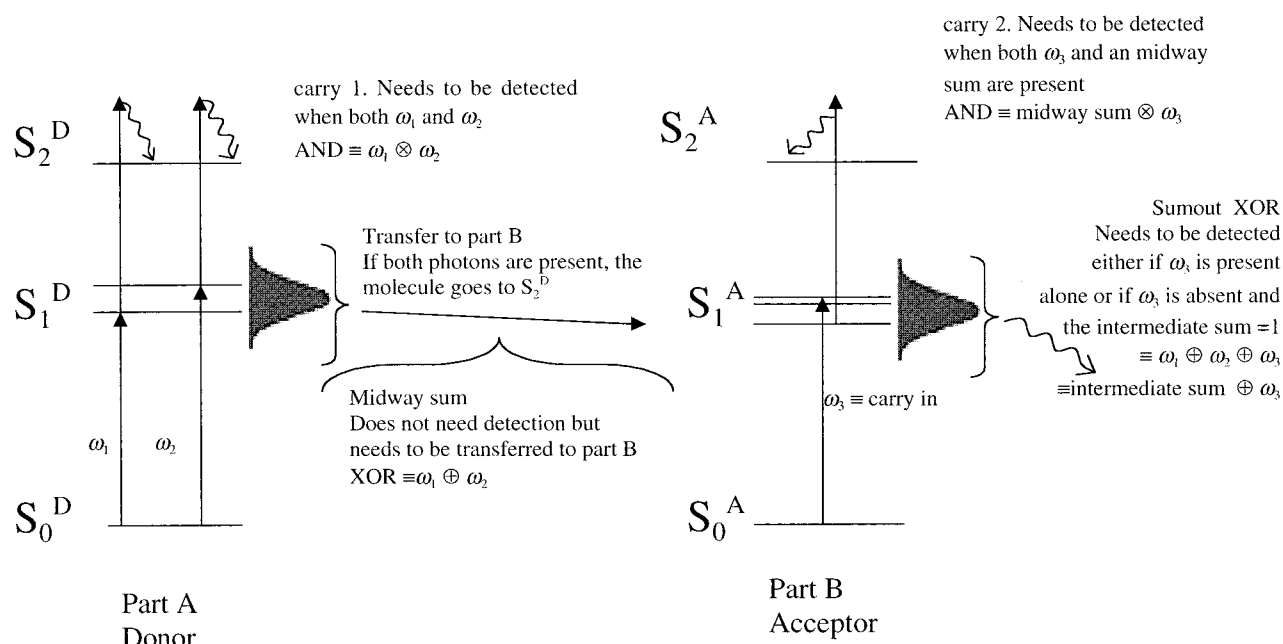 carry 2. Needs to be detected
when both ω₃ and an midway
sum are present
AND ≡ midway sum ⊗ ω₃
carry 1. Needs to be detected
when both ω₁ and ω₂
AND ≡ ω₁ ⊗ ω₂
S₂ᴰ
S₂ᴬ
Transfer to part B
If both photons are present, the
molecule goes to S₂ᴰ
Sumout XOR
Needs to be detected
either if ω₃ is present
alone or if ω₃ is absent and
the intermediate sum =1
≡ ω₁ ⊕ ω₂ ⊕ ω₃
≡intermediate sum ⊕ ω₃
S₁ᴰ
S₁ᴬ
Midway sum
Does not need detection but
needs to be transferred to part B
XOR ≡ω₁ ⊕ ω₂
ω₃ ≡ carry in
ω₁
ω₂
S₀ᴰ
S₀ᴬ
Part A
Donor
Part B
Acceptor